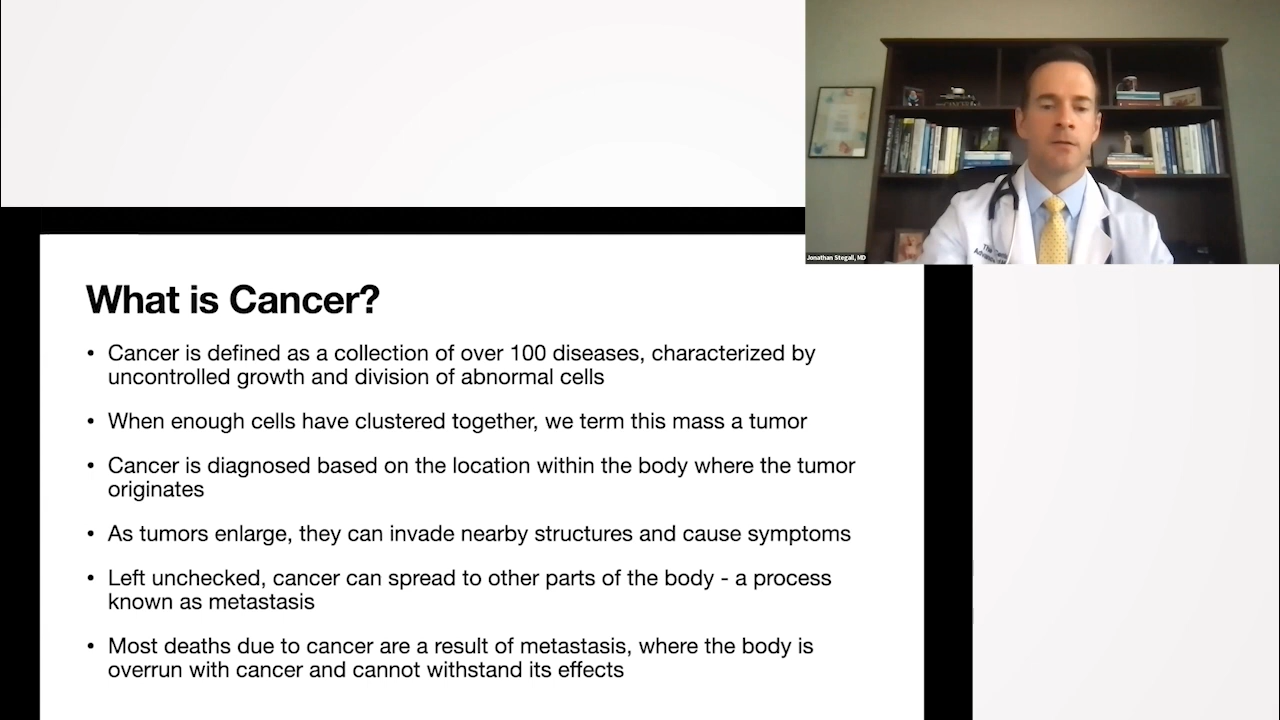 Jonathan Stegall, MD
What is Cancer?
• Cancer is defined as a collection of over 100 diseases, characterized by
uncontrolled growth and division of abnormal cells
• When enough cells have clustered together, we term this mass a tumor
• Cancer is diagnosed based on the location within the body where the tumor
originates
• As tumors enlarge, they can invade nearby structures and cause symptoms
• Left unchecked, cancer can spread to other parts of the body - a process
known as metastasis
• Most deaths due to cancer are a result of metastasis, where the body is
overrun with cancer and cannot withstand its effects